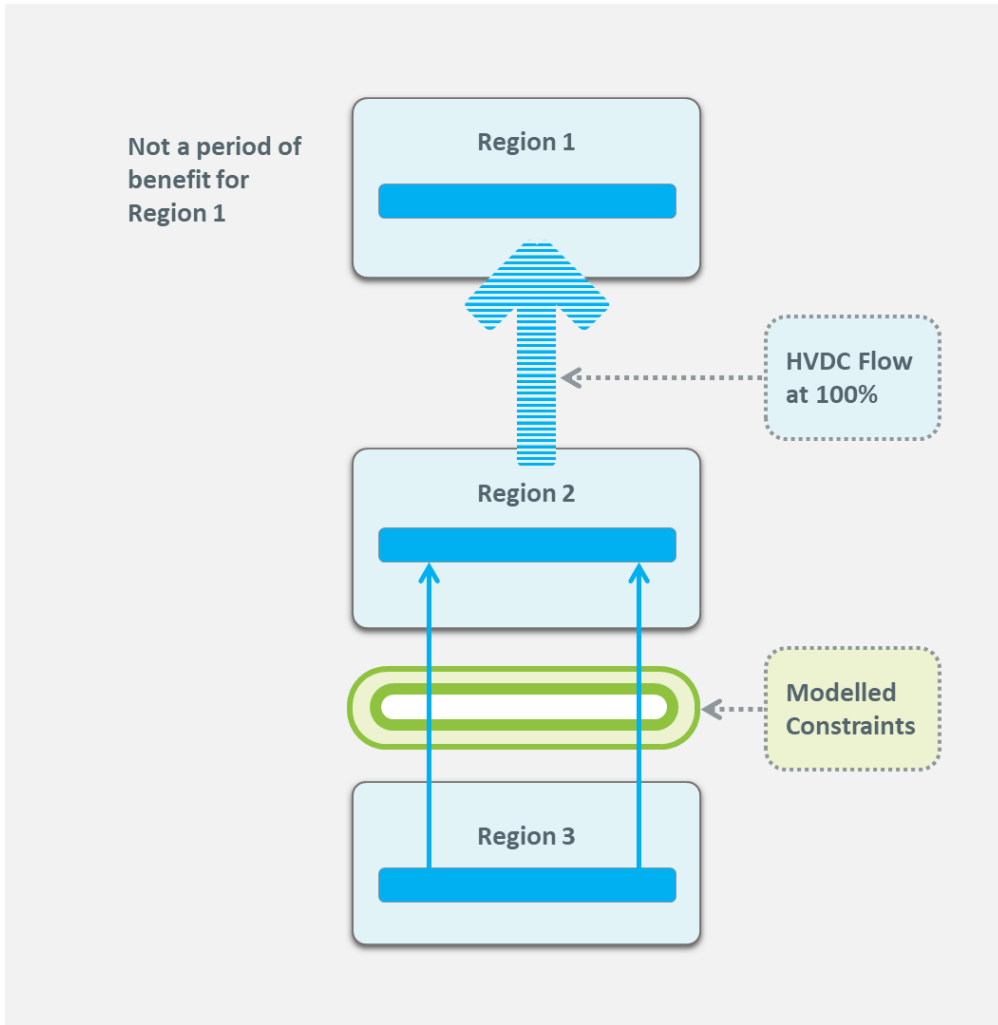 Not a period of
benefit for
Region 1
Region 1
HVDC Flow
at 100%
Region 2
Modelled
Constraints
Region 3